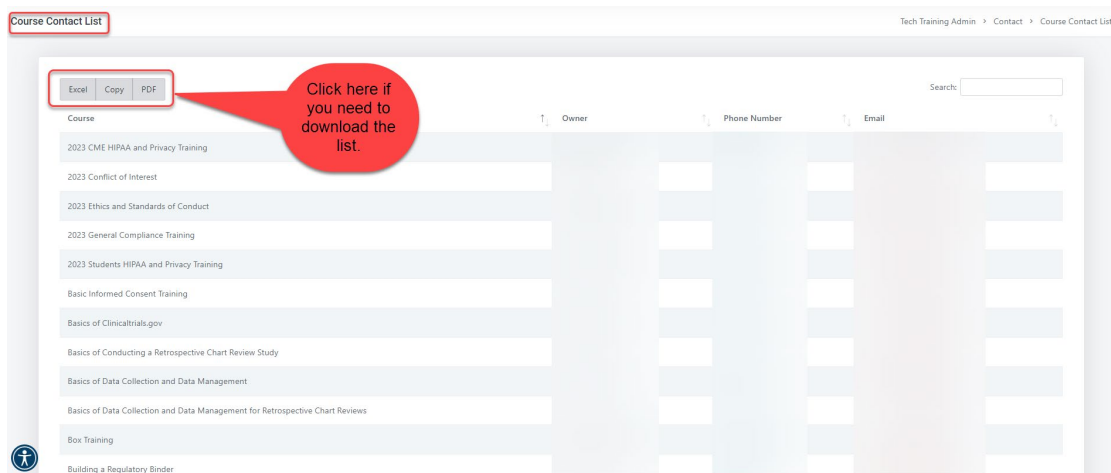 Course Contact List
Tech Training Admin > Contact > Course Contact List
Excel Copy PDF
Click here if
you need to
download the
list.
Search:
Course Owner Phone Number Email
2023 CME HIPAA and Privacy Training
2023 Conflict of Interest
2023 Ethics and Standards of Conduct
2023 General Compliance Training
2023 Students HIPAA and Privacy Training
Basic Informed Consent Training
Basics of Clinicaltrials.gov
Basics of Conducting a Retrospective Chart Review Study
Basics of Data Collection and Data Management
Basics of Data Collection and Data Management for Retrospective Chart Reviews
Box Training
Building a Regulatory Binder